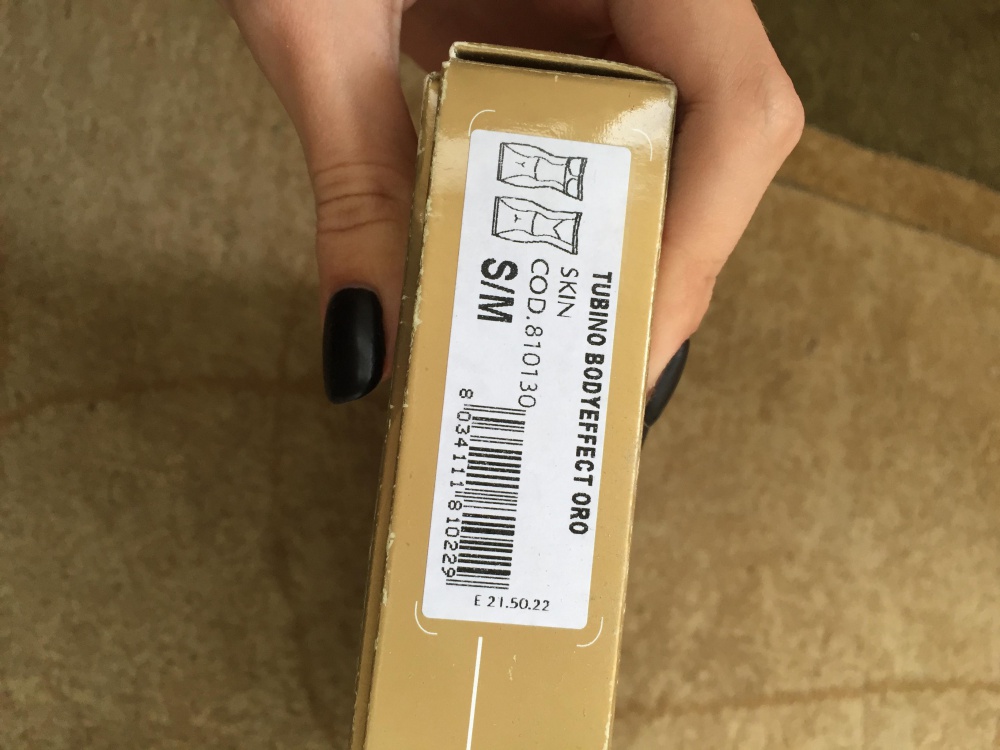 TUBINO BODYEFFECT ORO
SKIN
COD.810130
S/M
8 034111 810229
E 21.50.22